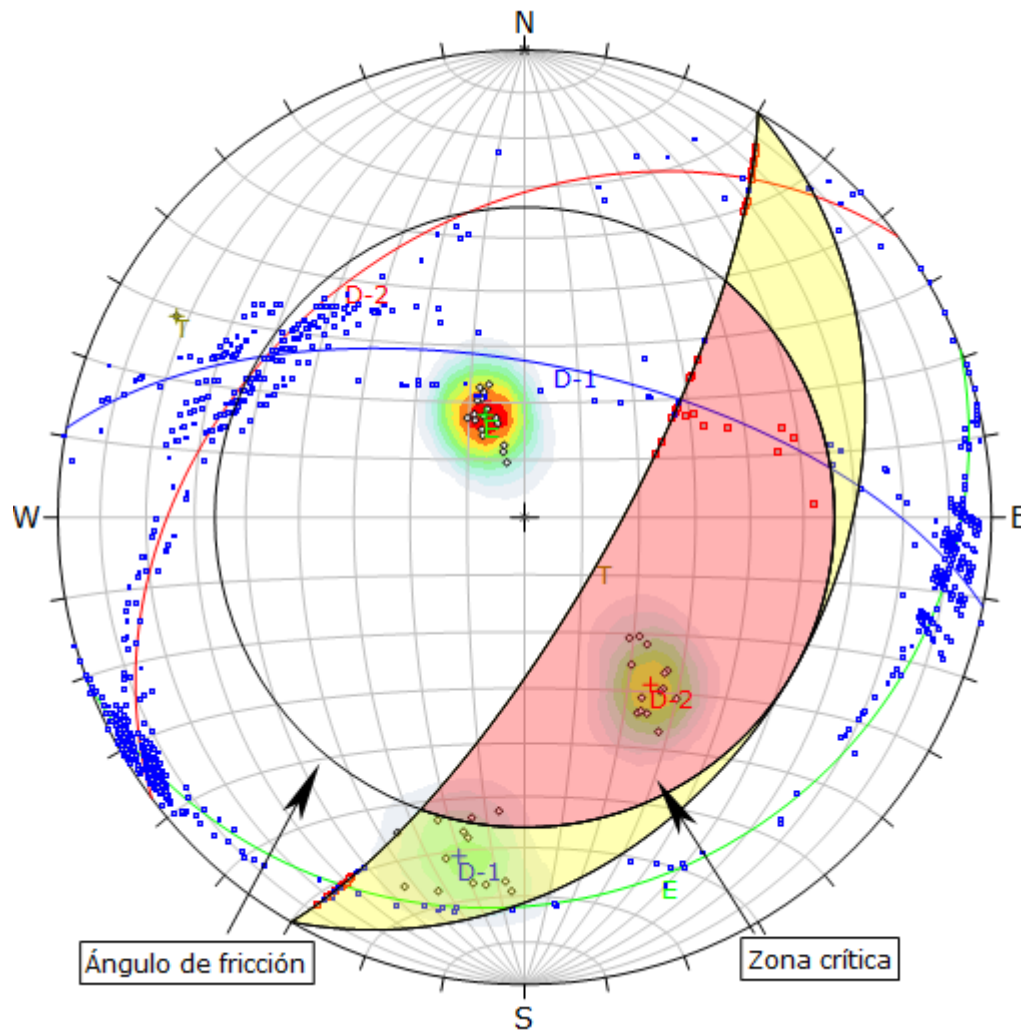 N
D-2
T
D-1
E
W
E
T
D-2
D-1
E
Ángulo de fricción
Zona crítica
S